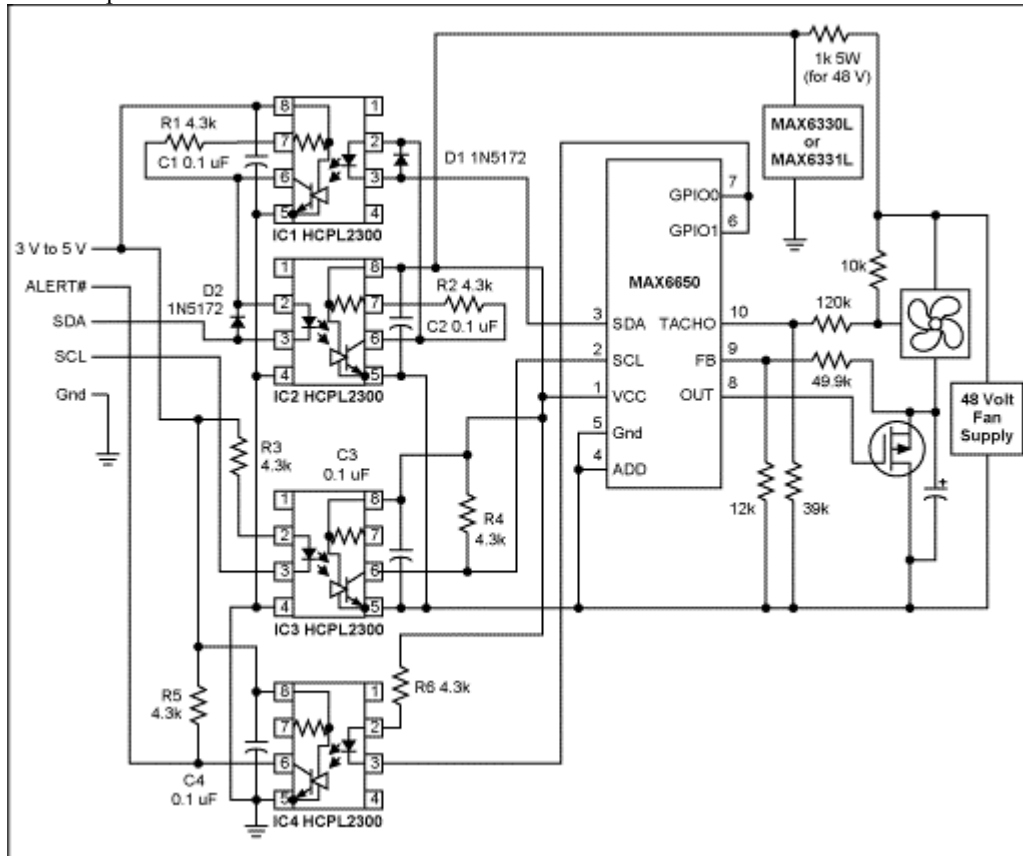 1k 5W
(for 48 V)
MAX6330L
or
MAX6331L
R1 4.3k
C1 0.1 uF
8
7
6
5
1
2
3
4
IC1 HCPL2300
D1 1N5172
3 V to 5 V
ALERT#
SDA
SCL
Gnd
D2
1N5172
1
2
3
4
8
7
6
5
IC2 HCPL2300
R2 4.3k
C2 0.1 uF
MAX6650
GPIO0
7
GPIO1
6
3
SDA
TACHO
10
2
SCL
FB
9
1
VCC
OUT
8
5
Gnd
4
ADD
10k
120k
49.9k
12k
39k
48 Volt
Fan
Supply
+
R3
4.3k
C3
0.1 uF
1
2
3
4
8
7
6
5
IC3 HCPL2300
R4
4.3k
R5
4.3k
C4
0.1 uF
8
7
6
5
1
2
3
4
IC4 HCPL2300
R6 4.3k